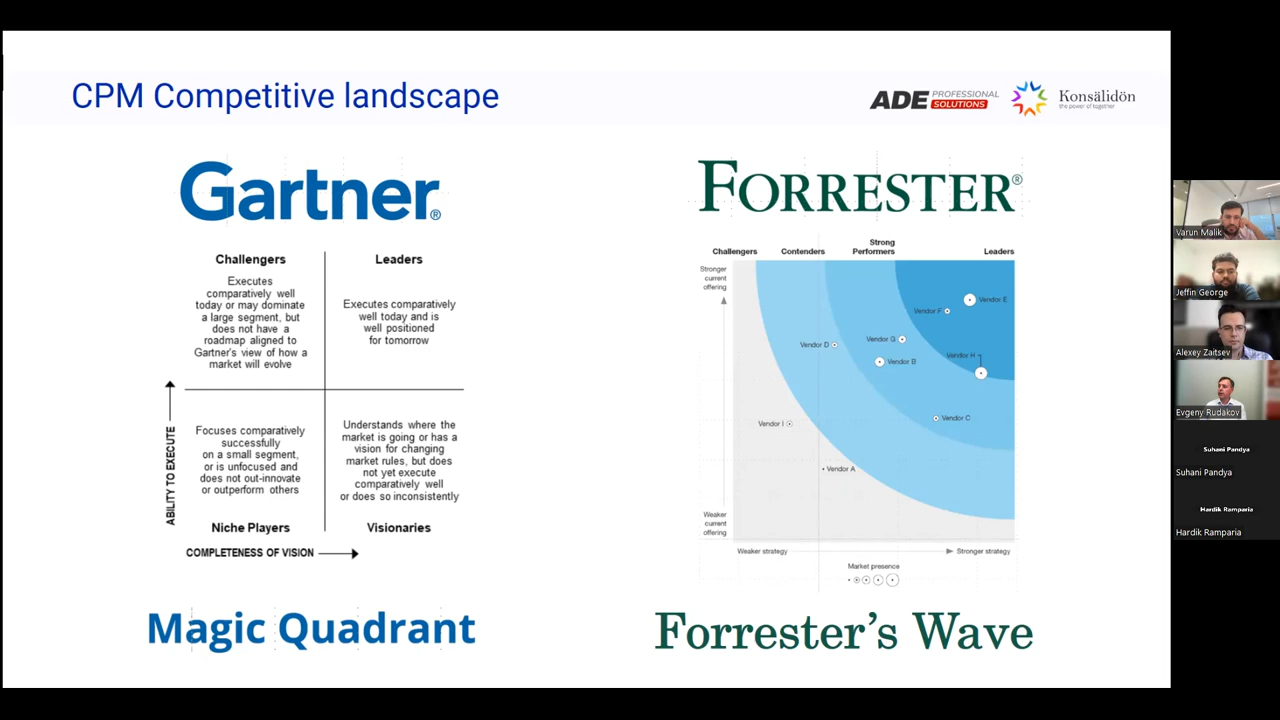 CPM Competitive landscape
ADE PROFESSIONAL SOLUTIONS
Konsälidön
the power of together
Gartner®
Challengers
Executes
comparatively well
today or may dominate
a large segment, but
does not have a
roadmap aligned to
Gartner's view of how a
market will evolve
Leaders
Executes comparatively
well today and is
well positioned
for tomorrow
Focuses comparatively
successfully
on a small segment,
or is unfocused and
does not out-innovate
or outperform others
Niche Players
Understands where the
market is going or has a
vision for changing
market rules, but does
not yet execute
comparatively well
or does so inconsistently
Visionaries
ABILITY TO EXECUTE
COMPLETENESS OF VISION
Magic Quadrant
FORRESTER®
Challengers
Contenders
Strong
Performers
Leaders
Stronger
current
offering
Vendor E
Vendor F
Vendor G
Vendor D
Vendor H
Vendor B
Vendor C
Vendor I
Vendor A
Weaker
current
offering
Weaker strategy
Stronger strategy
Market presence
Forrester's Wave
Varun Malik
Jeffin George
Alexey Zaitsev
Evgeny Rudakov
Suhani Pandya
Suhani Pandya
Hardik Ramparia
Hardik Ramparia